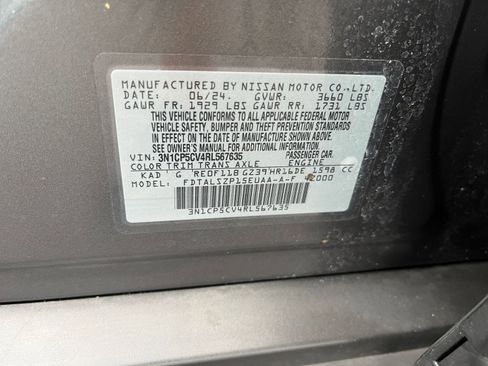 MANUFACTURED BY NISSAN MOTOR CO., LTD.
DATE: 06/24. GVWR: 3660 LBS
GAWR FR: 1929 LBS GAWR RR: 1731 LBS
THIS VEHICLE CONFORMS TO ALL APPLICABLE FEDERAL MOTOR
VEHICLE SAFETY, BUMPER AND THEFT PREVENTION STANDARDS
IN EFFECT ON THE DATE OF MANUFACTURE SHOWN ABOVE.
SEE OWNER'S MANUAL FOR ADDITIONAL INFORMATION.
VIN: 3N1CP5CV4RL567635 PASSENGER CAR.
COLOR TRIM TRANS AXLE ENGINE
KAD G RE0F11B GZ39 HR16DE 1598 CC
MODEL: FDTALSZP15EUAA-A-F
3N1CP5CV4RL567635